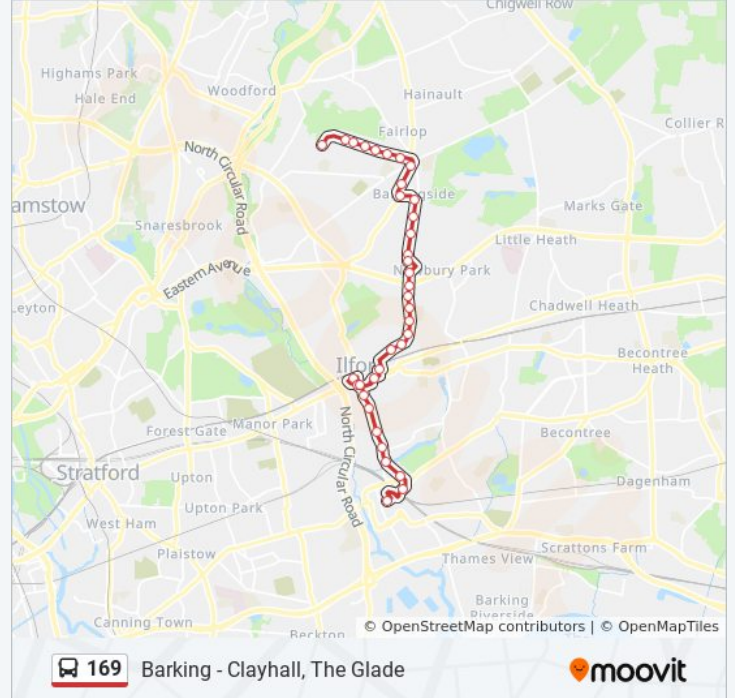 Chigwell Row
Highams Park
Woodford
Hale End
Hainault
Collier R
Fairlop
North Circular Road
amstow
Marks Gate
Snaresbrook
Little Heath
Eastern Avenue
Newbury Park
eyton
Chadwell Heath
Ilfor
Becontree
Heath
Manor Park
Forest Gate
North Circular Road
Becontree
Stratford
Upton
Dagenham
Upton Park
West Ham
Scrattons Farm
Plaistow
Thames View
Barking
Riverside
Canning Town
Beckton
© OpenStreetMap contributors | © OpenMapTiles
169 Barking - Clayhall, The Glade
moovit